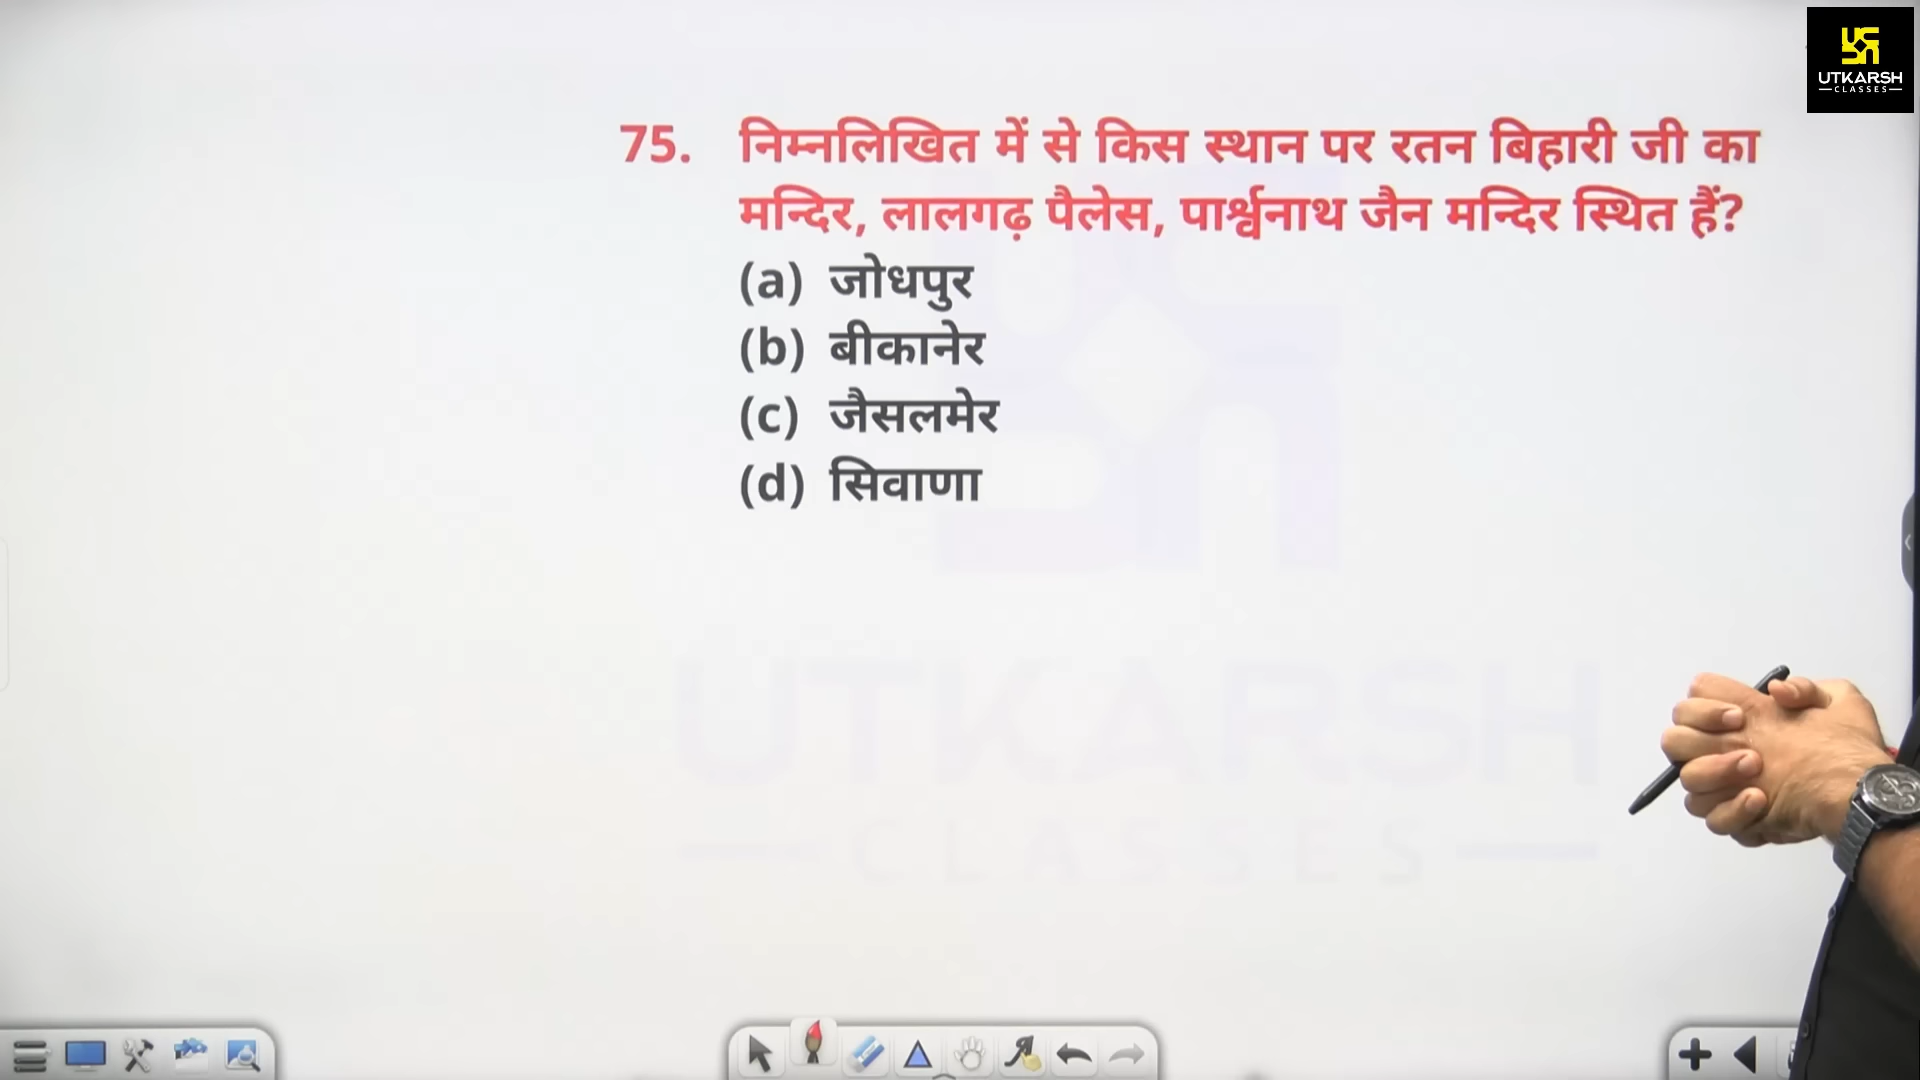 UTKARSH
CLASSES
75. निम्नलिखित में से किस स्थान पर रतन बिहारी जी का
मन्दिर, लालगढ़ पैलेस, पार्श्वनाथ जैन मन्दिर स्थित हैं?
(a) जोधपुर
(b) बीकानेर
(c) जैसलमेर
(d) सिवाणा
UTKARSH
CLASSES